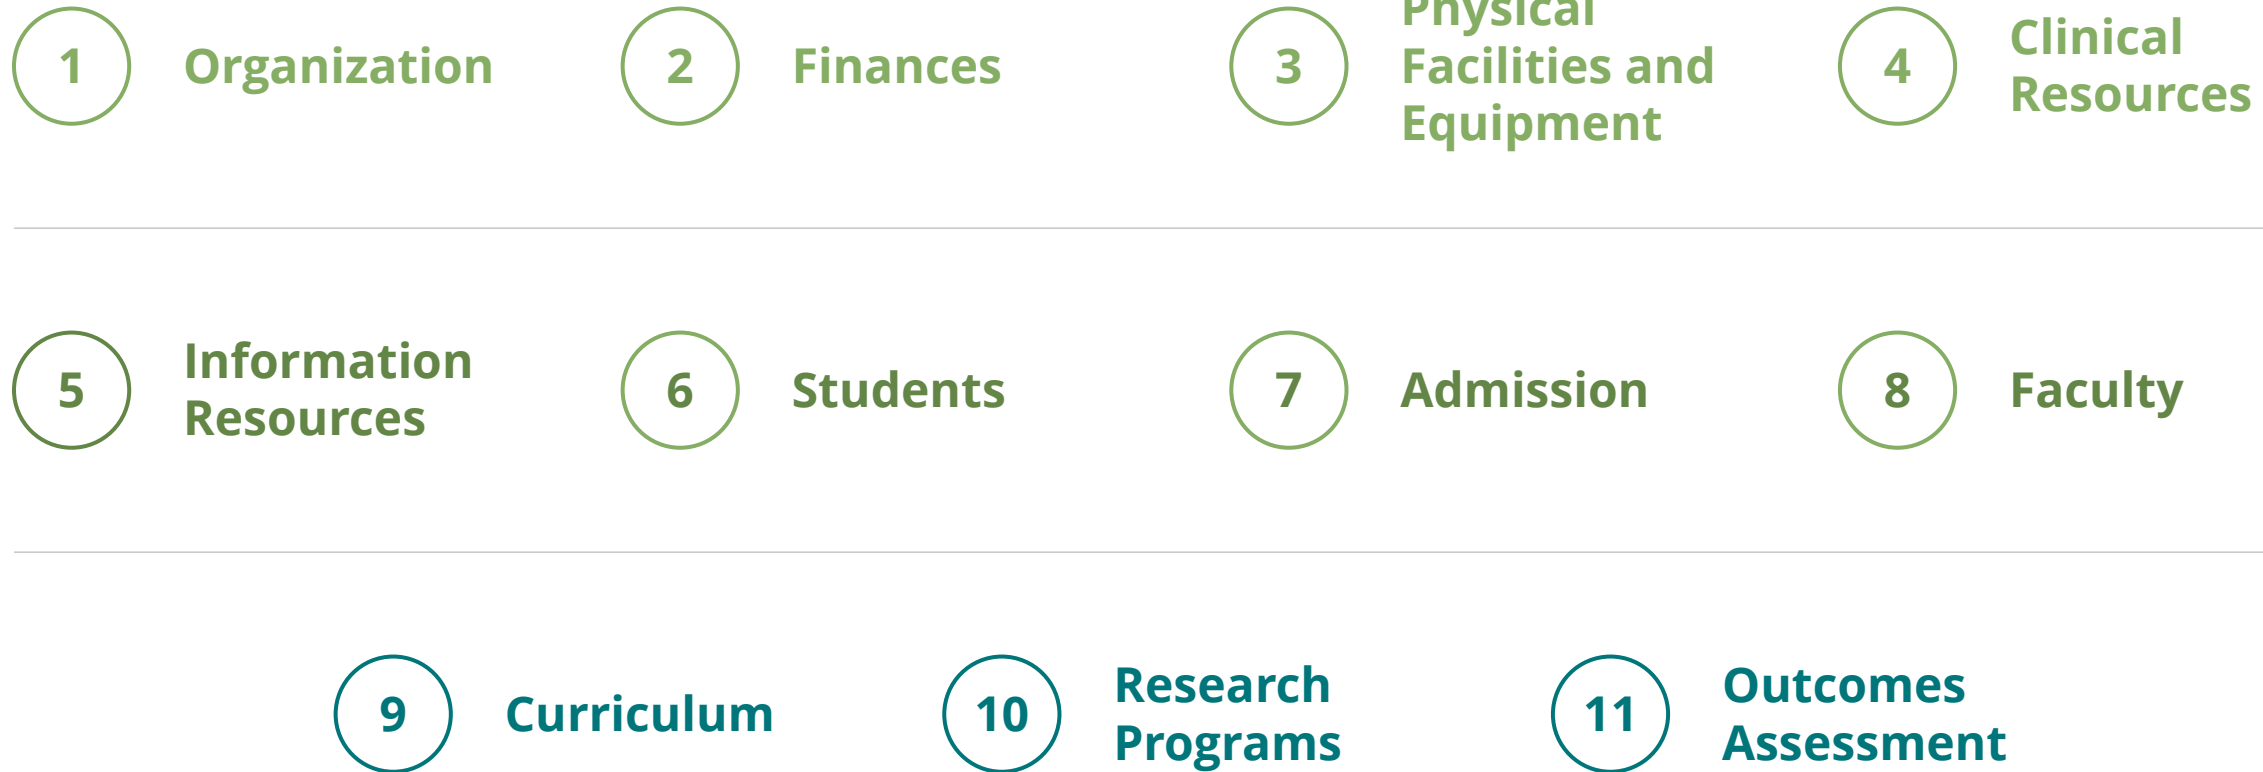 1 Organization
2 Finances
3 Physical
Facilities and
Equipment
4 Clinical
Resources
5 Information
Resources
6 Students
7 Admission
8 Faculty
9 Curriculum
10 Research
Programs
11 Outcomes
Assessment